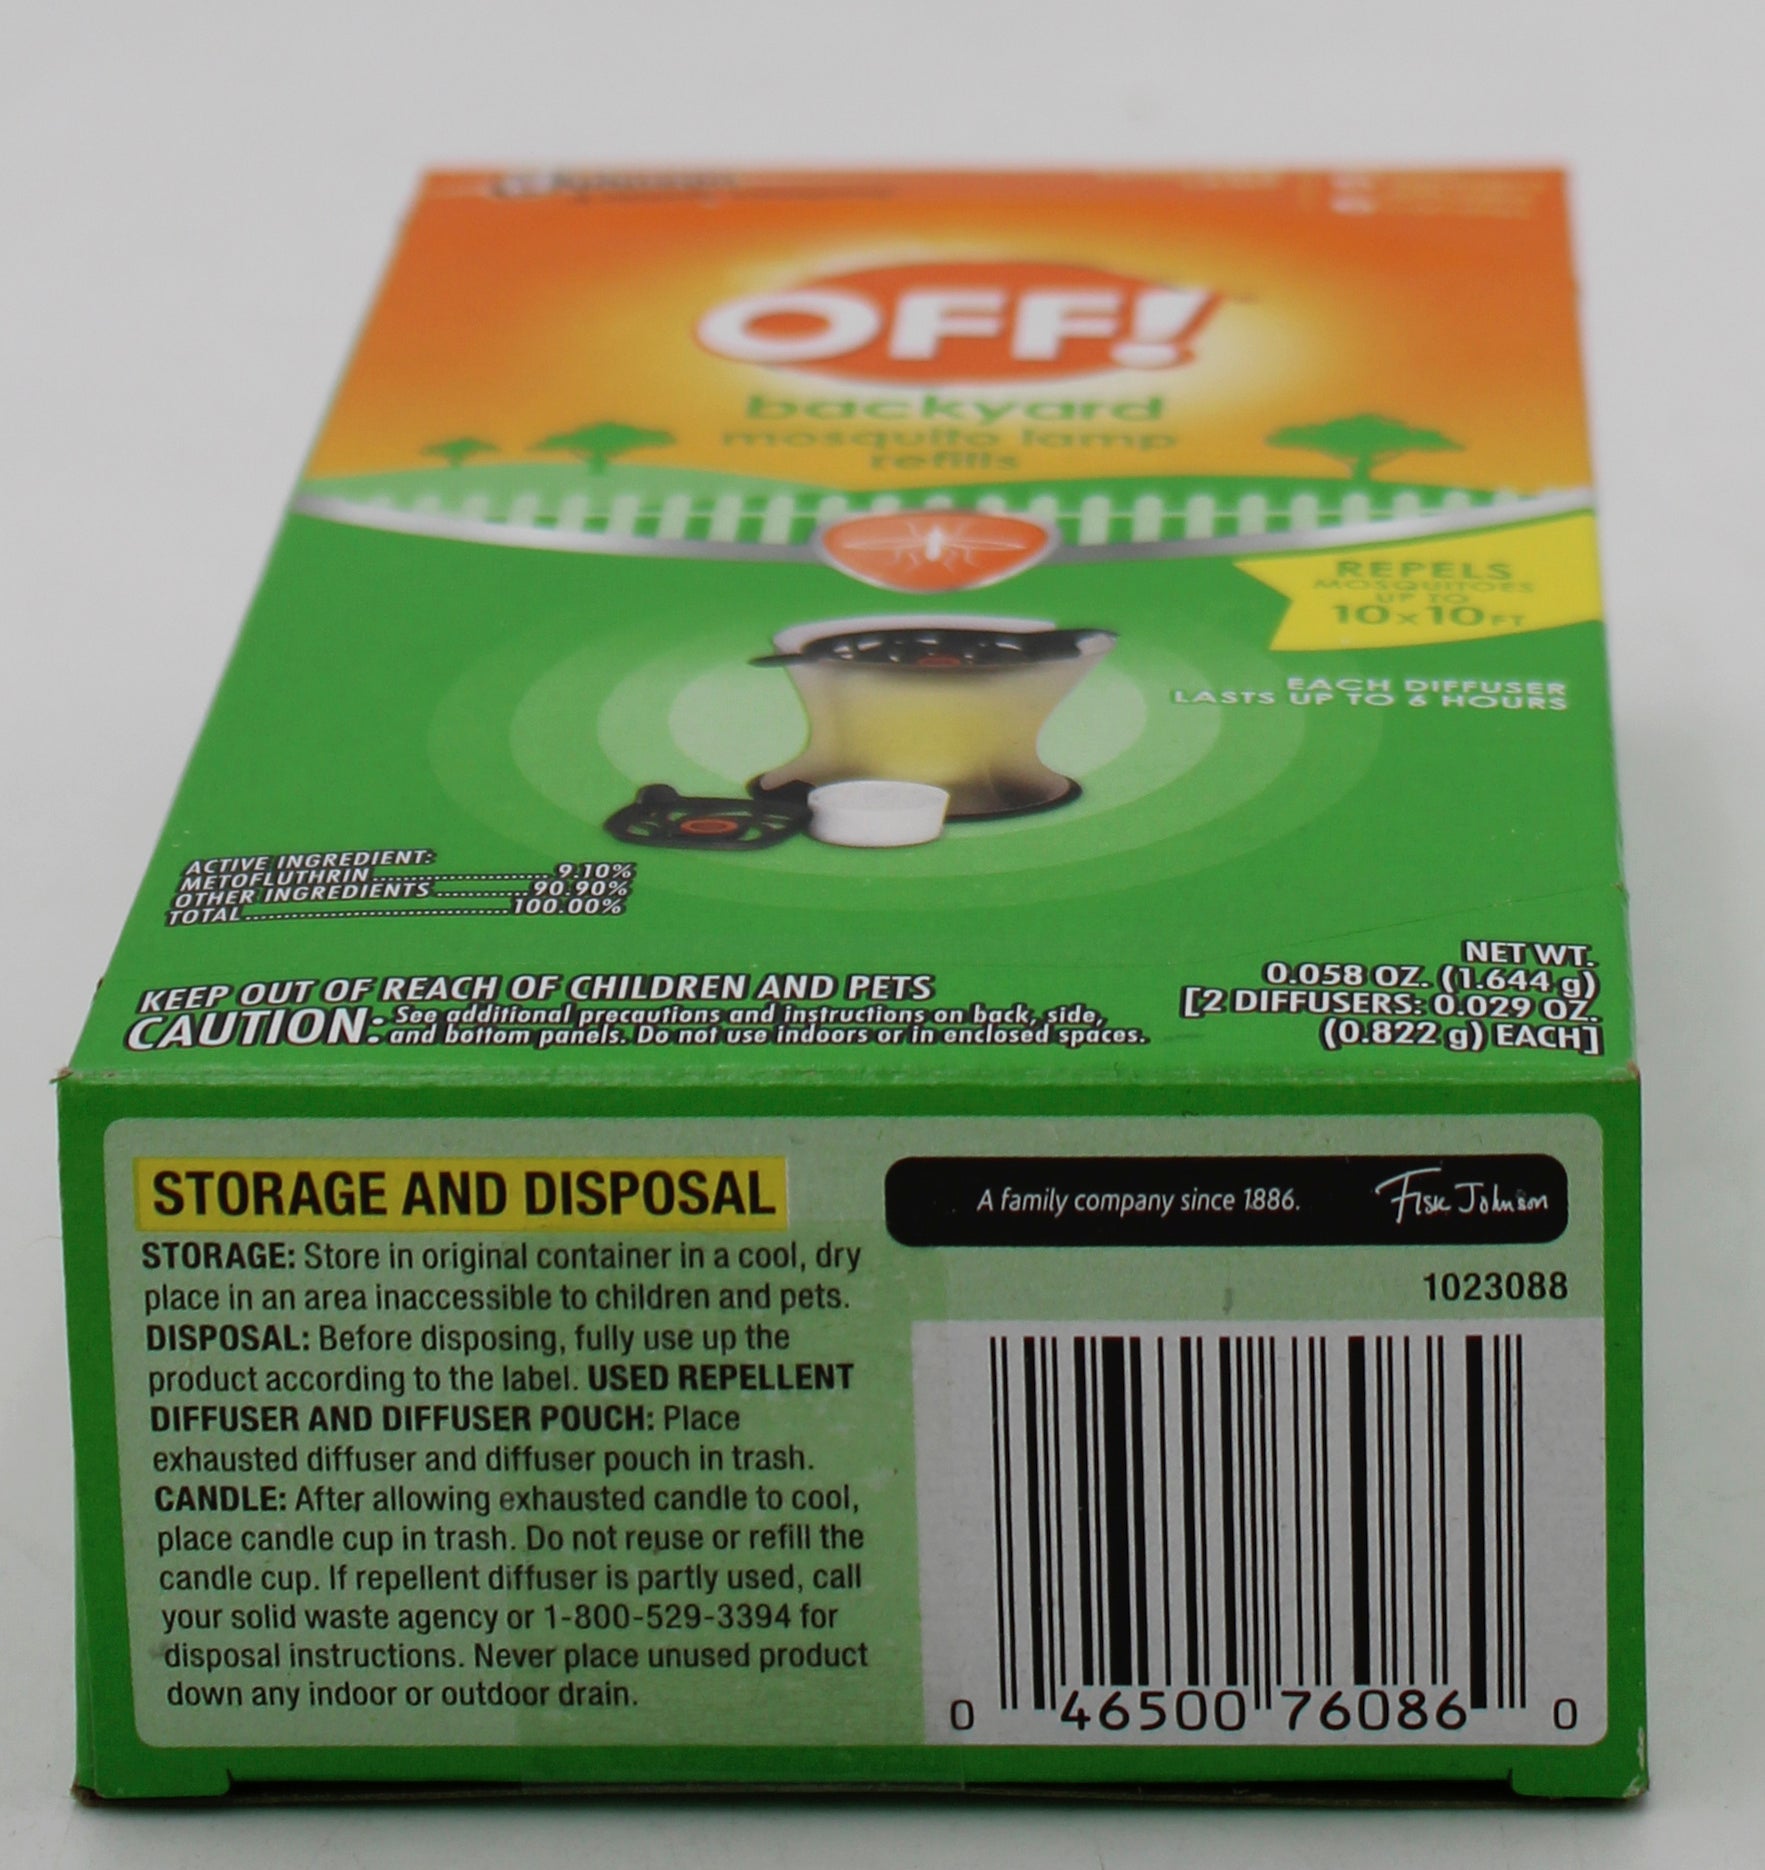 OFF!
backyard
mosquito lamp
refills
REPELS
MOSQUITOES
UP TO
10x10FT
EACH DIFFUSER
LASTS UP TO 6 HOURS
ACTIVE INGREDIENT:
METOFLUTHRIN..............................9.10%
OTHER INGREDIENTS...............90.90%
TOTAL..........................................100.00%
KEEP OUT OF REACH OF CHILDREN AND PETS
CAUTION: See additional precautions and instructions on back, side,
and bottom panels. Do not use indoors or in enclosed spaces.
NET WT.
0.058 OZ. (1.644 g)
[2 DIFFUSERS: 0.029 OZ.
(0.822 g) EACH]
STORAGE AND DISPOSAL
STORAGE: Store in original container in a cool, dry
place in an area inaccessible to children and pets.
DISPOSAL: Before disposing, fully use up the
product according to the label. USED REPELLENT
DIFFUSER AND DIFFUSER POUCH: Place
exhausted diffuser and diffuser pouch in trash.
CANDLE: After allowing exhausted candle to cool,
place candle cup in trash. Do not reuse or refill the
candle cup. If repellent diffuser is partly used, call
your solid waste agency or 1-800-529-3394 for
disposal instructions. Never place unused product
down any indoor or outdoor drain.
A family company since 1886. Fisk Johnson
1023088
0 46500 76086 0